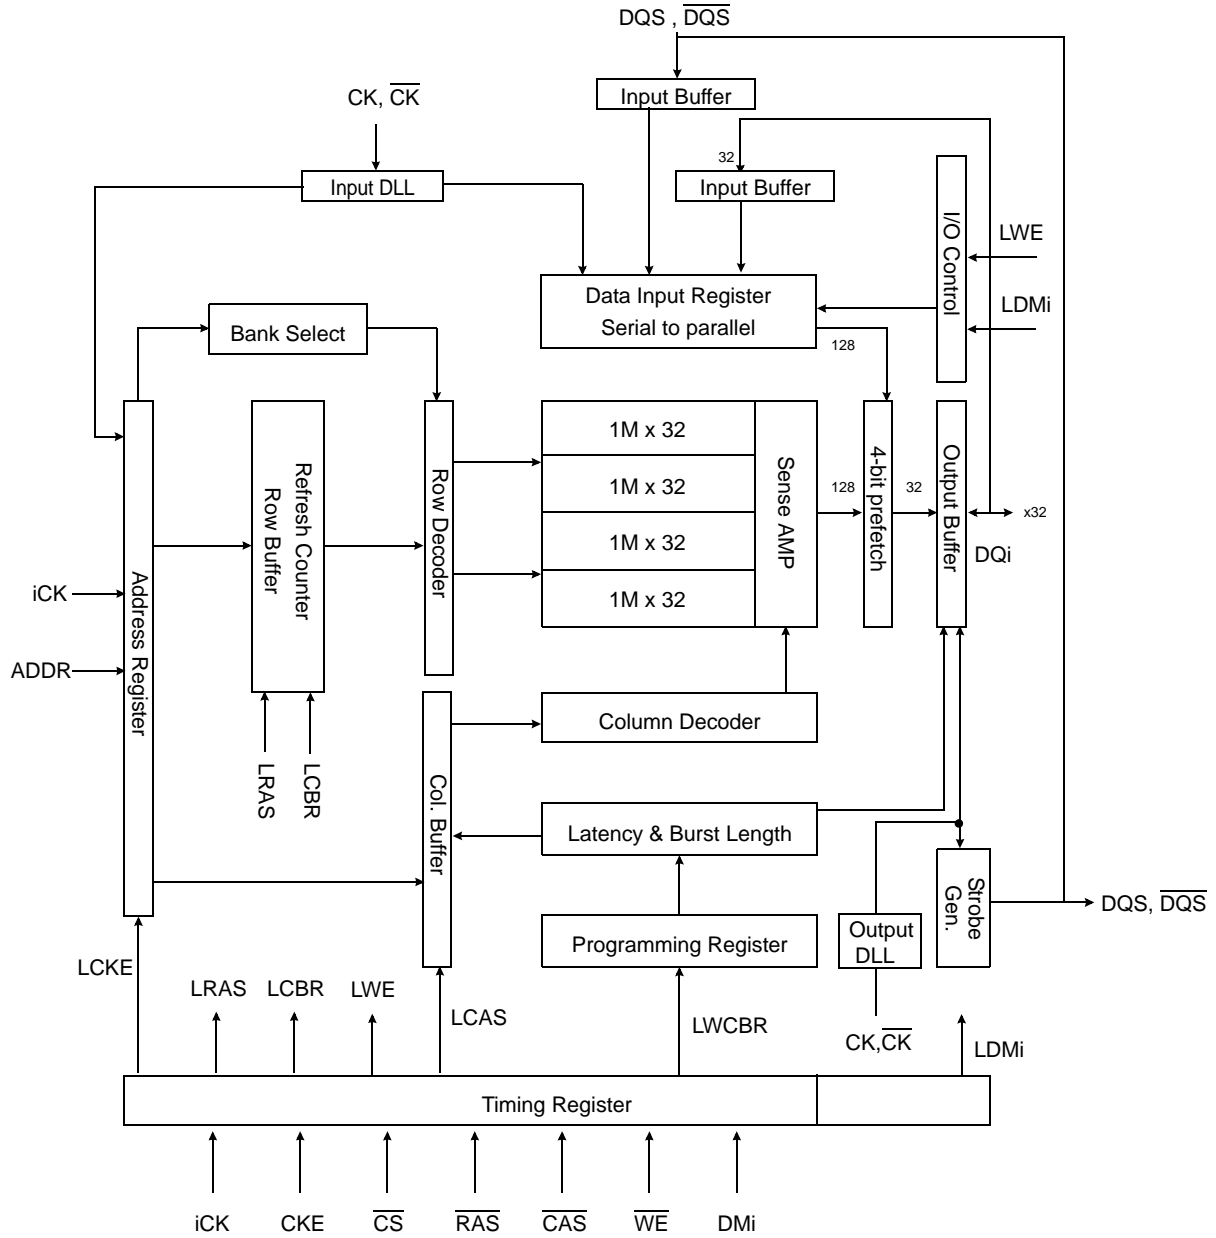 DQS , DQS
Input Buffer
CK, CK
32
Input DLL
Input Buffer
I/O Control
LWE
LDMi
Data Input Register
Serial to parallel
Bank Select
128
Address Register
Refresh Counter
Row Buffer
Row Decoder
1M x 32
1M x 32
1M x 32
1M x 32
Sense AMP
128
4-bit prefetch
32
Output Buffer
x32
DQi
iCK
ADDR
LRAS
LCBR
Col. Buffer
Column Decoder
Latency & Burst Length
Programming Register
Output
DLL
Strobe
Gen.
DQS, DQS
LCKE
LRAS
LCBR
LWE
LCAS
LWCBR
CK,CK
LDMi
Timing Register
iCK
CKE
CS
RAS
CAS
WE
DMi